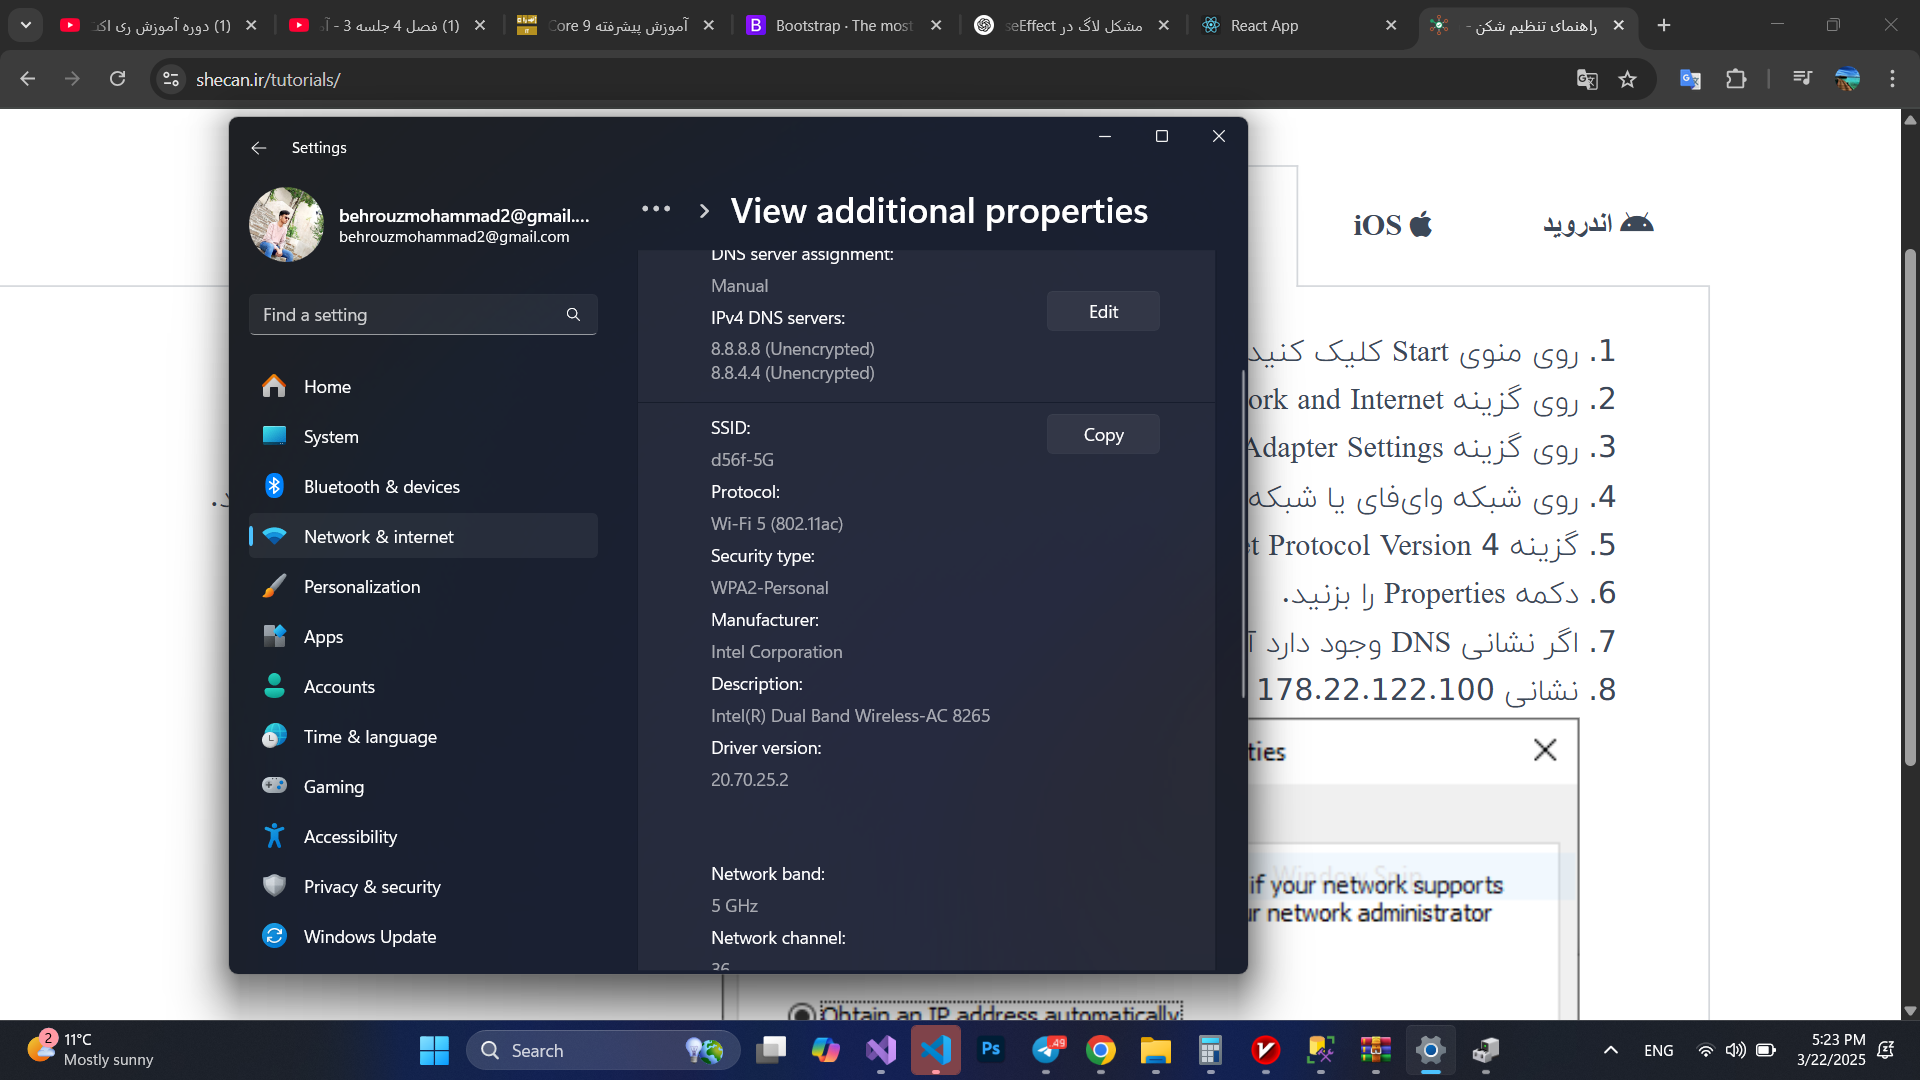 (1) دوره آموزش ری اکت
(1) فصل 4 جلسه 3 - آ
آموزش پیشرفته Core 9
Bootstrap · The most
مشکل لاگ در seEffect
React App
راهنمای تنظیم شکن -
shecan.ir/tutorials/
Settings
behrouzmohammad2@gmail....
behrouzmohammad2@gmail.com
Find a setting
Home
System
Bluetooth & devices
Network & internet
Personalization
Apps
Accounts
Time & language
Gaming
Accessibility
Privacy & security
Windows Update
... > View additional properties
DNS server assignment:
Manual
IPv4 DNS servers:
8.8.8.8 (Unencrypted)
8.8.4.4 (Unencrypted)
Edit
SSID:
Copy
d56f-5G
Protocol:
Wi-Fi 5 (802.11ac)
Security type:
WPA2-Personal
Manufacturer:
Intel Corporation
Description:
Intel(R) Dual Band Wireless-AC 8265
Driver version:
20.70.25.2
Network band:
5 GHz
Network channel:
36
iOS
اندروید
1. روی منوی Start کلیک کنید
2. روی گزینه ork and Internet
3. روی گزینه Adapter Settings
4. روی شبکه وای‌فای یا شبکه
5. گزینه et Protocol Version 4
6. دکمه Properties را بزنید.
7. اگر نشانی DNS وجود دارد آ
8. نشانی 178.22.122.100
د.
ties
Window Snip
if your network supports
ur network administrator
Obtain an IP address automatically
2
11°C
Mostly sunny
Search
Ps
49
ENG
5:23 PM
3/22/2025